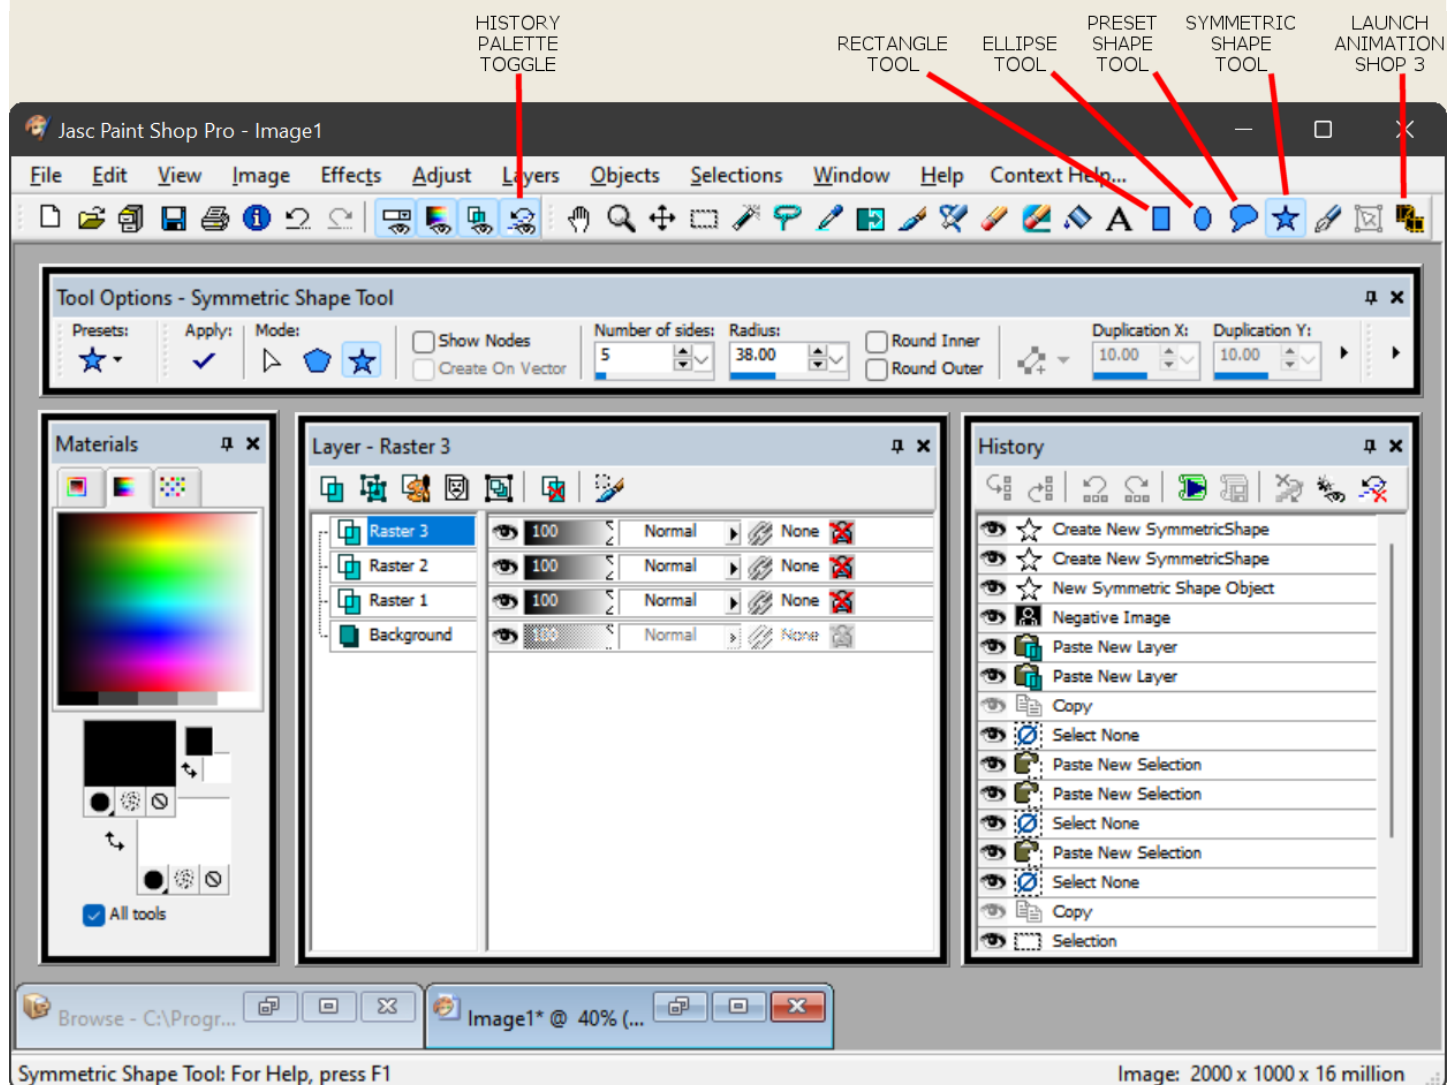 HISTORY
PALETTE
TOGGLE
RECTANGLE
TOOL
ELLIPSE
TOOL
PRESET
SHAPE
TOOL
SYMMETRIC
SHAPE
TOOL
LAUNCH
ANIMATION
SHOP 3
Jasc Paint Shop Pro - Image1
File Edit View Image Effects Adjust Layers Objects Selections Window Help Context Help...
Tool Options - Symmetric Shape Tool
Presets: Apply: Mode: Number of sides: Radius: Duplication X: Duplication Y:
Show Nodes
Create On Vector
5
38.00
Round Inner
Round Outer
10.00
10.00
Materials
All tools
Layer - Raster 3
Raster 3 100 Normal None
Raster 2 100 Normal None
Raster 1 100 Normal None
Background 100 Normal None
History
Create New SymmetricShape
Create New SymmetricShape
New Symmetric Shape Object
Negative Image
Paste New Layer
Paste New Layer
Copy
Select None
Paste New Selection
Paste New Selection
Select None
Paste New Selection
Select None
Copy
Selection
Browse - C:\Progr...
Image1* @ 40% (...
Symmetric Shape Tool: For Help, press F1
Image: 2000 x 1000 x 16 million